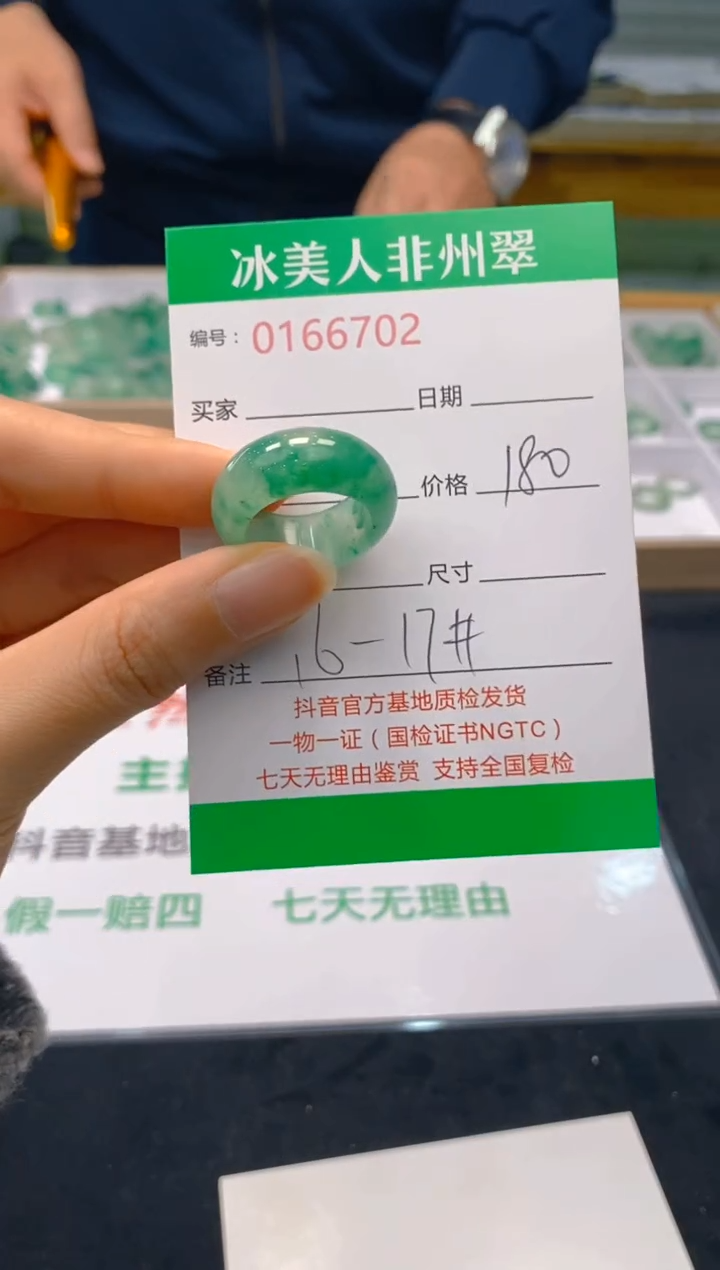 冰美人非州翠
编号： 0166702
买家 日期
价格 180
尺寸
备注 16-17#
抖音官方基地质检发货
一物一证（国检证书NGTC）
七天无理由鉴赏 支持全国复检
主
抖音基地
假一赔四 七天无理由